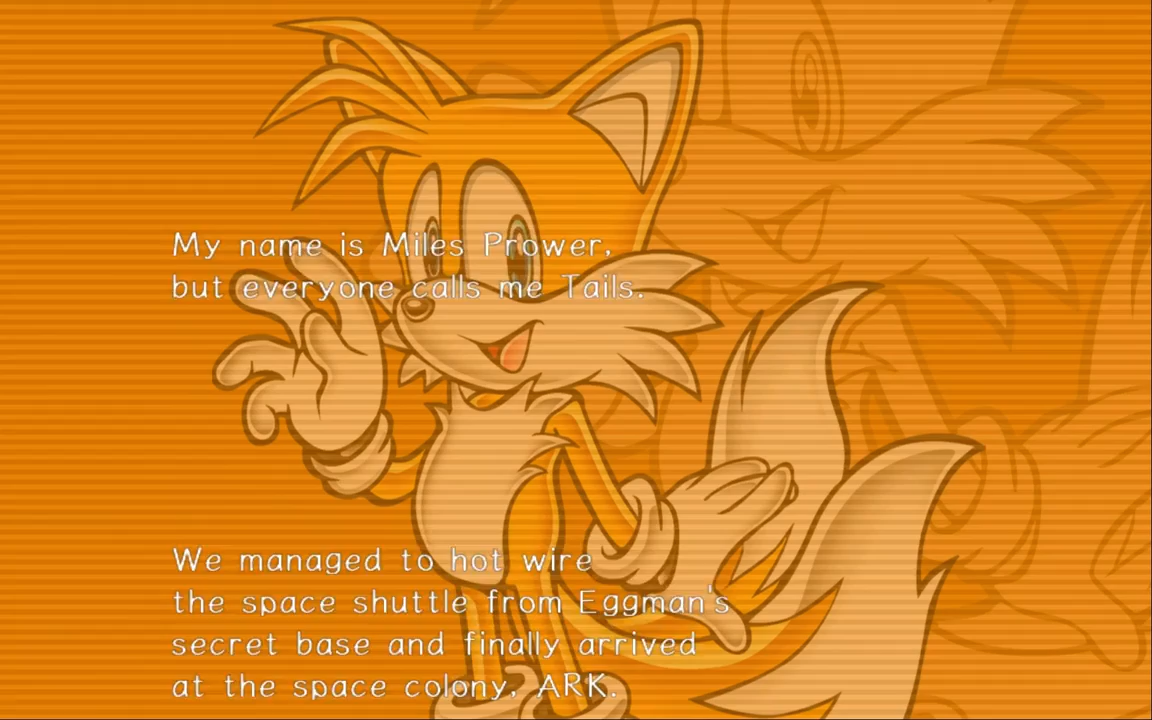 My name is Miles Prower,
but everyone calls me Tails.
We managed to hot wire
the space shuttle from Eggman's
secret base and finally arrived
at the space colony, ARK.